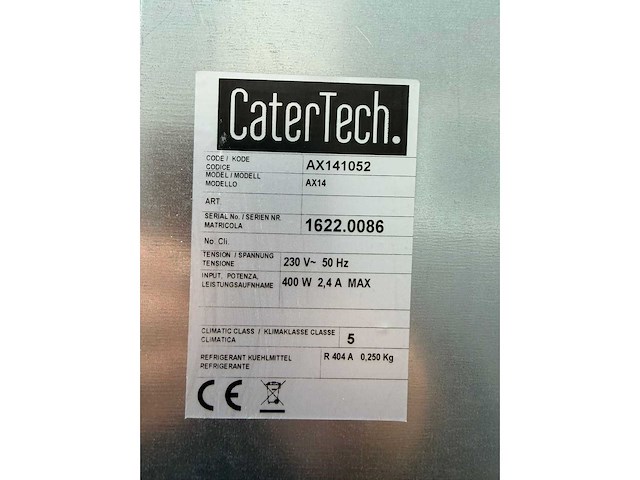 CaterTech.
CODE / KODE
CODICE
AX141052
MODEL / MODELL
MODELLO
AX14
ART.
SERIAL No. / SERIEN NR.
MATRICOLA
1622.0086
No. Cli.
TENSION / SPANNUNG
TENSIONE
230 V~ 50 Hz
INPUT, POTENZA,
LEISTUNGSAUFNHAME
400 W 2,4 A MAX
CLIMATIC CLASS / KLIMAKLASSE CLASSE
CLIMATICA
5
REFRIGERANT KUEHLMITTEL
REFRIGERANTE
R 404 A 0,250 Kg
CE